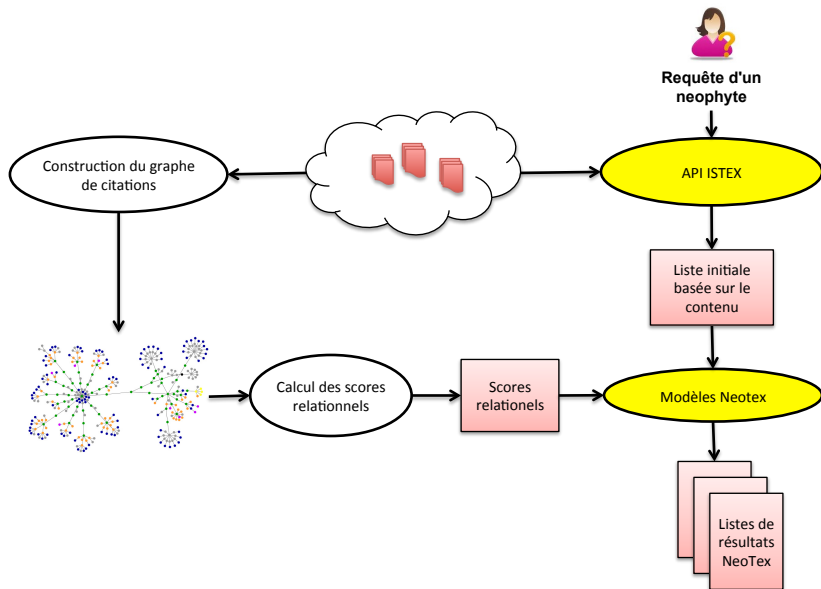 Requête d'un
neophyte
Construction du graphe
de citations
API ISTEX
Liste initiale
basée sur le
contenu
Calcul des scores
relationnels
Scores
relationels
Modèles Neotex
Listes de
résultats
NeoTex